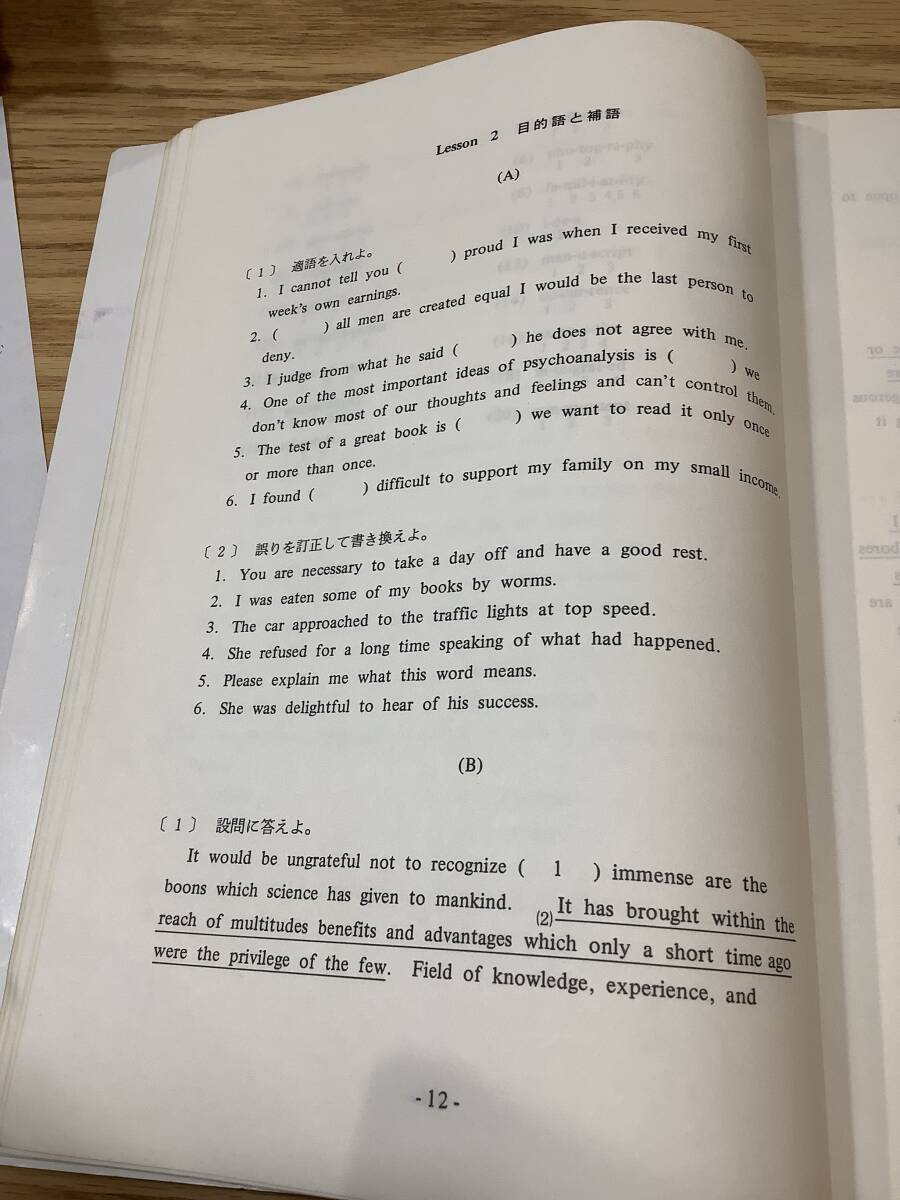 Lesson 2 目的語と補語
(A)
〔1〕 適語を入れよ。
1. I cannot tell you ( ) proud I was when I received my first
week's own earnings.
2. ( ) all men are created equal I would be the last person to
deny.
3. I judge from what he said ( ) he does not agree with me.
4. One of the most important ideas of psychoanalysis is ( ) we
don't know most of our thoughts and feelings and can't control them.
5. The test of a great book is ( ) we want to read it only once
or more than once.
6. I found ( ) difficult to support my family on my small income.
〔2〕 誤りを訂正して書き換えよ。
1. You are necessary to take a day off and have a good rest.
2. I was eaten some of my books by worms.
3. The car approached to the traffic lights at top speed.
4. She refused for a long time speaking of what had happened.
5. Please explain me what this word means.
6. She was delightful to hear of his success.
(B)
〔1〕 設問に答えよ。
It would be ungrateful not to recognize ( 1 ) immense are the
boons which science has given to mankind. (2)It has brought within the
reach of multitudes benefits and advantages which only a short time ago
were the privilege of the few. Field of knowledge, experience, and
-12-